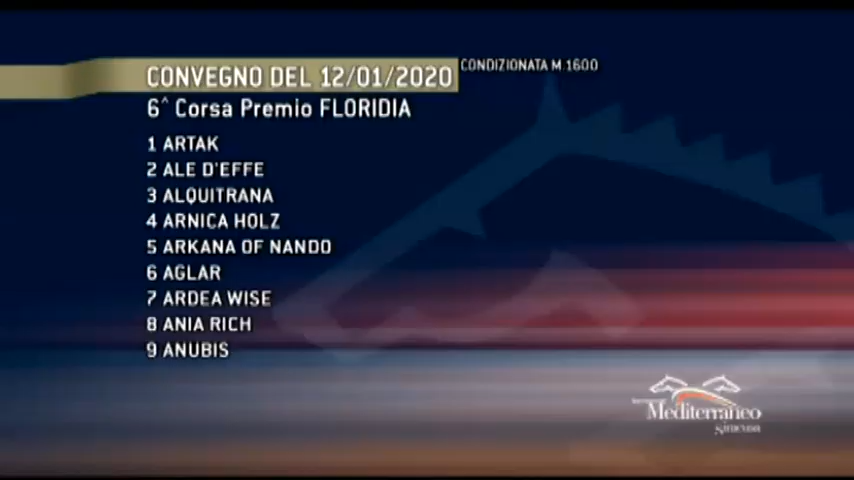 CONVEGNO DEL 12/01/2020
CONDIZIONATA M.1600
6^ Corsa Premio FLORIDIA
1 ARTAK
2 ALE D'EFFE
3 ALQUITRANA
4 ARNICA HOLZ
5 ARKANA OF NANDO
6 AGLAR
7 ARDEA WISE
8 ANIA RICH
9 ANUBIS
Mediterraneo
Siracusa